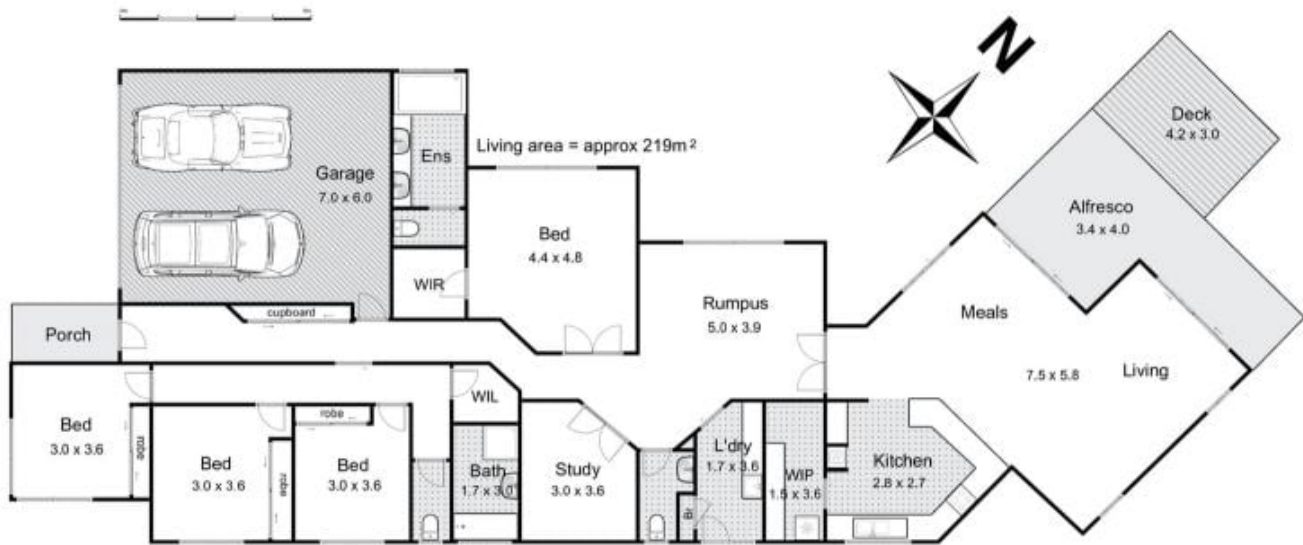 N
Deck
4.2 x 3.0
Living area = approx 219m²
Ens
Garage
7.0 x 6.0
Alfresco
3.4 x 4.0
Bed
4.4 x 4.8
WIR
Rumpus
5.0 x 3.9
cupboard
Porch
Meals
7.5 x 5.8
Living
WIL
Bed
3.0 x 3.6
robe
Bed
3.0 x 3.6
robe
robe
Bed
3.0 x 3.6
Bath
1.7 x 3.0
Study
3.0 x 3.6
Br
L'dry
1.7 x 3.6
WIP
1.5 x 3.6
Kitchen
2.8 x 2.7